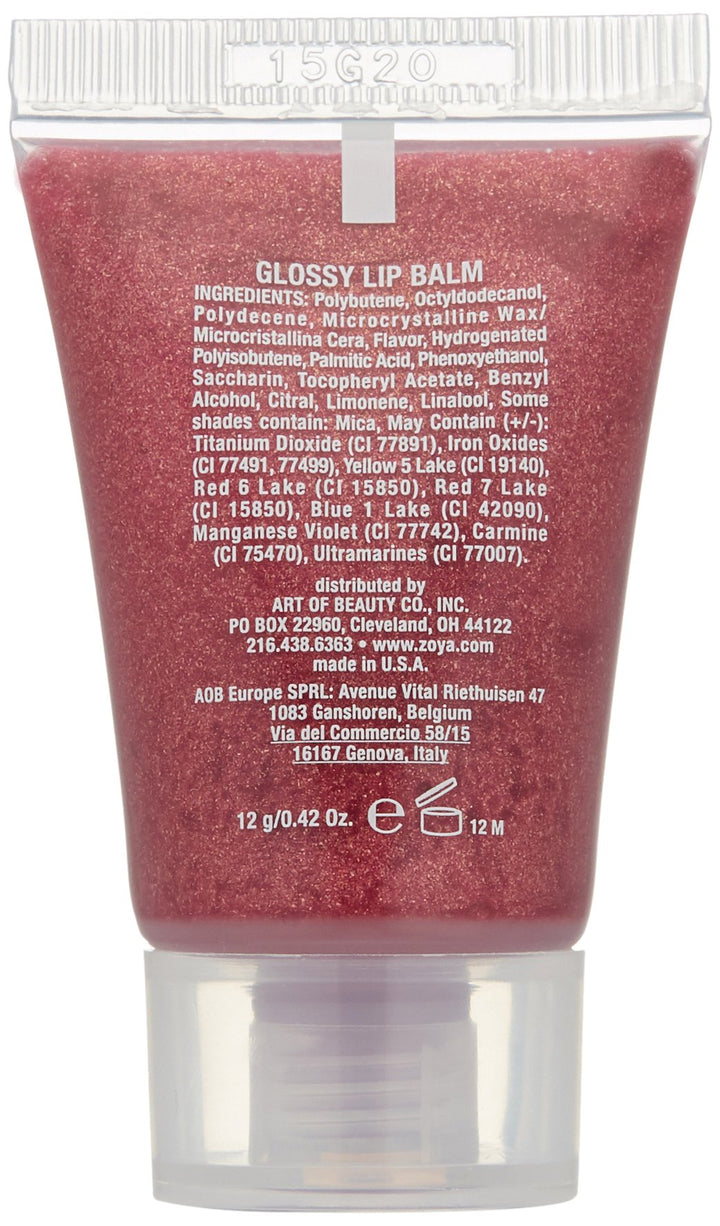 15G20
GLOSSY LIP BALM
INGREDIENTS: Polybutene, Octyldodecanol,
Polydecene, Microcrystalline Wax/
Microcristallina Cera, Flavor, Hydrogenated
Polyisobutene, Palmitic Acid, Phenoxyethanol,
Saccharin, Tocopheryl Acetate, Benzyl
Alcohol, Citral, Limonene, Linalool, Some
shades contain: Mica, May Contain (+/-):
Titanium Dioxide (CI 77891), Iron Oxides
(CI 77491, 77499), Yellow 5 Lake (CI 19140),
Red 6 Lake (CI 15850), Red 7 Lake
(CI 15850), Blue 1 Lake (CI 42090),
Manganese Violet (CI 77742), Carmine
(CI 75470), Ultramarines (CI 77007).
distributed by
ART OF BEAUTY CO., INC.
PO BOX 22960, Cleveland, OH 44122
216.438.6363 • www.zoya.com
made in U.S.A.
AOB Europe SPRL: Avenue Vital Riethuisen 47
1083 Ganshoren, Belgium
Via del Commercio 58/15
16167 Genova, Italy
12 g/0.42 Oz. ℮ 12 M